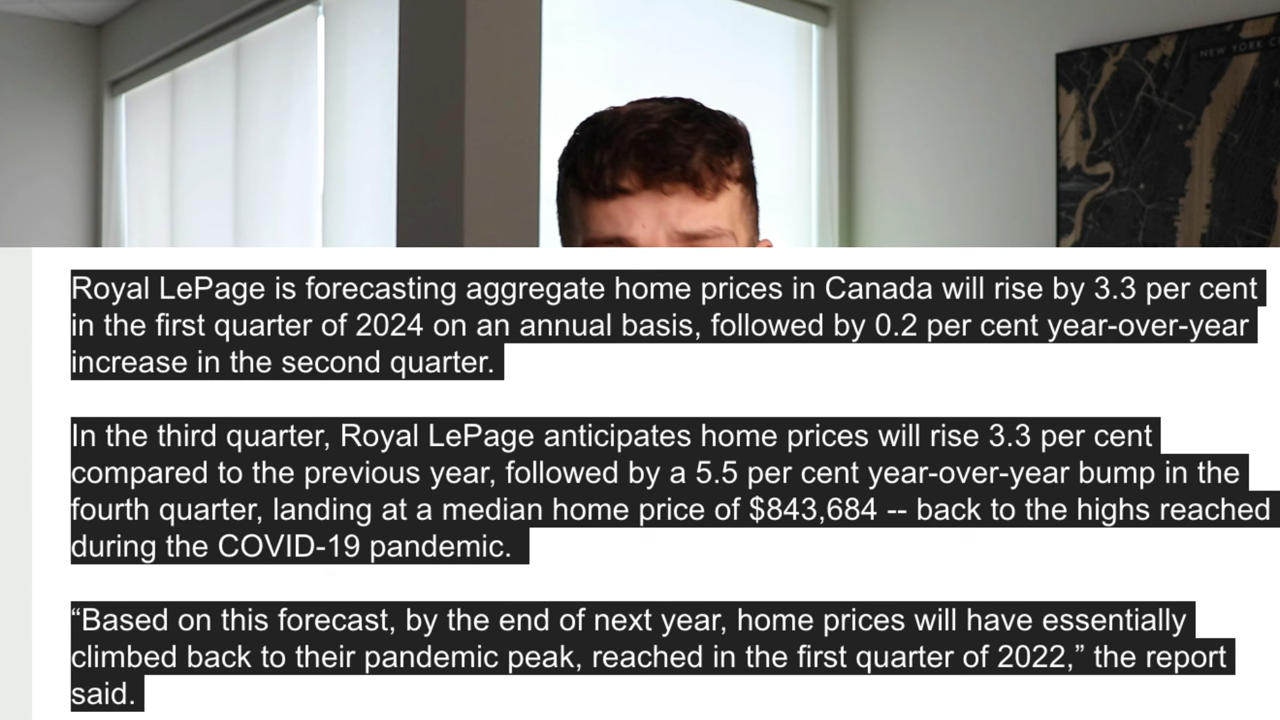 NEW YORK C
Royal LePage is forecasting aggregate home prices in Canada will rise by 3.3 per cent
in the first quarter of 2024 on an annual basis, followed by 0.2 per cent year-over-year
increase in the second quarter.
In the third quarter, Royal LePage anticipates home prices will rise 3.3 per cent
compared to the previous year, followed by a 5.5 per cent year-over-year bump in the
fourth quarter, landing at a median home price of $843,684 -- back to the highs reached
during the COVID-19 pandemic.
“Based on this forecast, by the end of next year, home prices will have essentially
climbed back to their pandemic peak, reached in the first quarter of 2022,” the report
said.